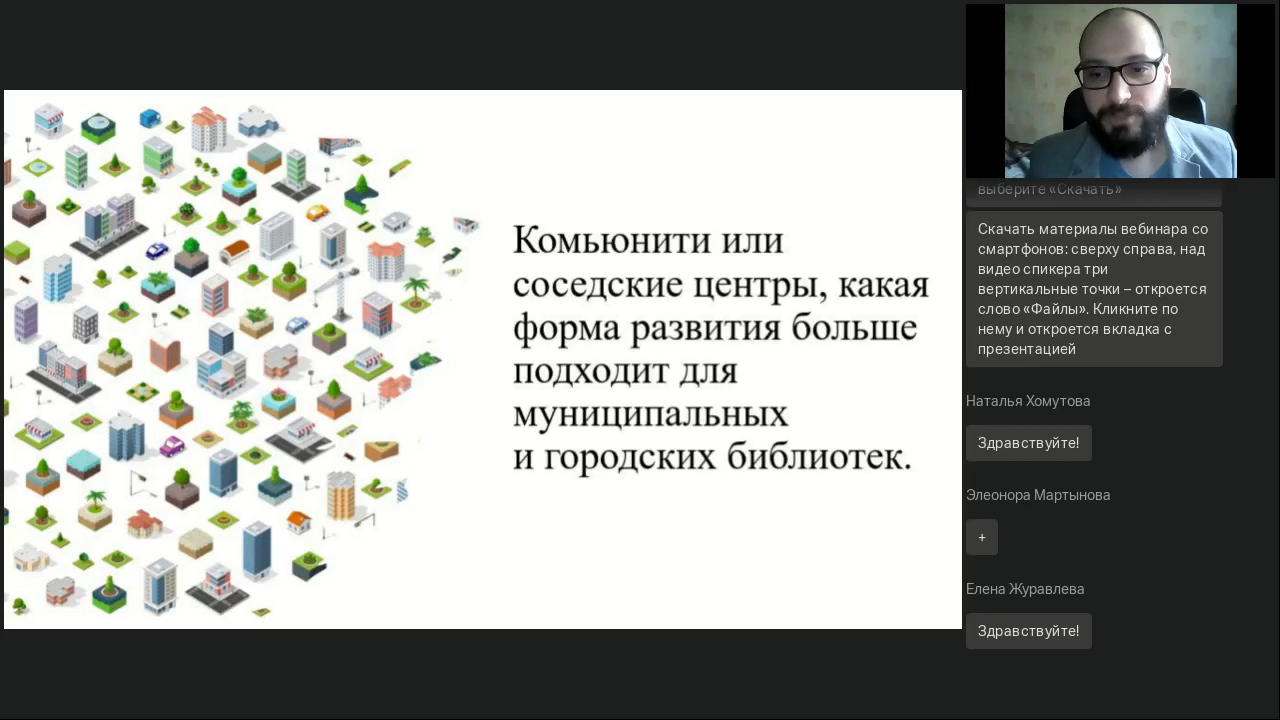 Комьюнити или
соседские центры, какая
форма развития больше
подходит для
муниципальных
и городских библиотек.
выберите «Скачать»
Скачать материалы вебинара со
смартфонов: сверху справа, над
видео спикера три
вертикальные точки – откроется
слово «Файлы». Кликните по
нему и откроется вкладка с
презентацией
Наталья Хомутова
Здравствуйте!
Элеонора Мартынова
+
Елена Журавлева
Здравствуйте!